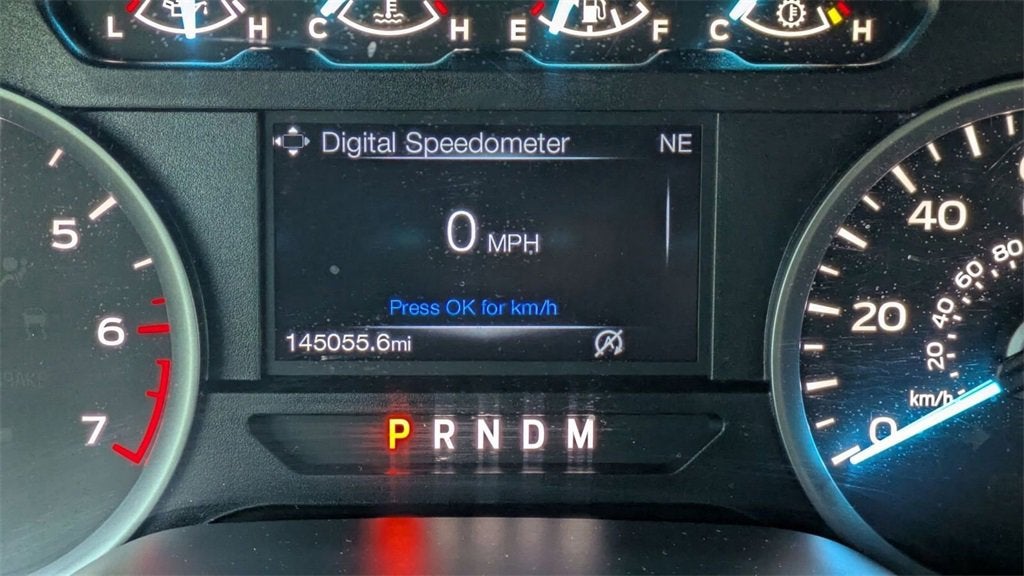 L H C H E F C H
Digital Speedometer NE
0 MPH
Press OK for km/h
145055.6mi
P R N D M
5
6
7
40
20
0
80
60
40
20
km/h